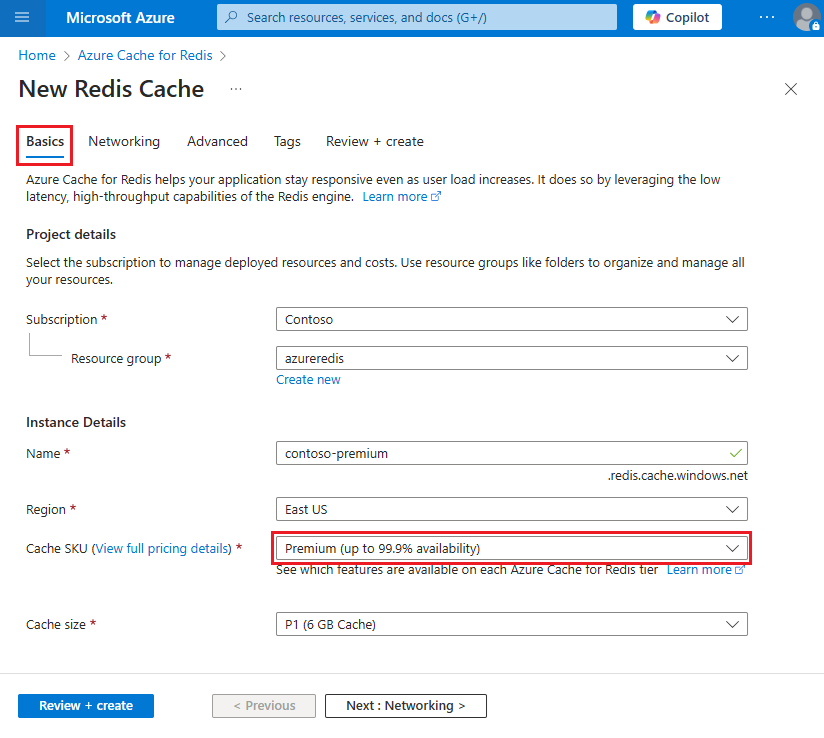 Microsoft Azure
Search resources, services, and docs (G+/)
Copilot
...
Home > Azure Cache for Redis >
New Redis Cache ...
Basics Networking Advanced Tags Review + create
Azure Cache for Redis helps your application stay responsive even as user load increases. It does so by leveraging the low
latency, high-throughput capabilities of the Redis engine. Learn more
Project details
Select the subscription to manage deployed resources and costs. Use resource groups like folders to organize and manage all
your resources.
Subscription * Contoso
Resource group * azureredis
Create new
Instance Details
Name * contoso-premium
.redis.cache.windows.net
Region * East US
Cache SKU (View full pricing details) * Premium (up to 99.9% availability)
See which features are available on each Azure Cache for Redis tier Learn more
Cache size * P1 (6 GB Cache)
Review + create < Previous Next : Networking >